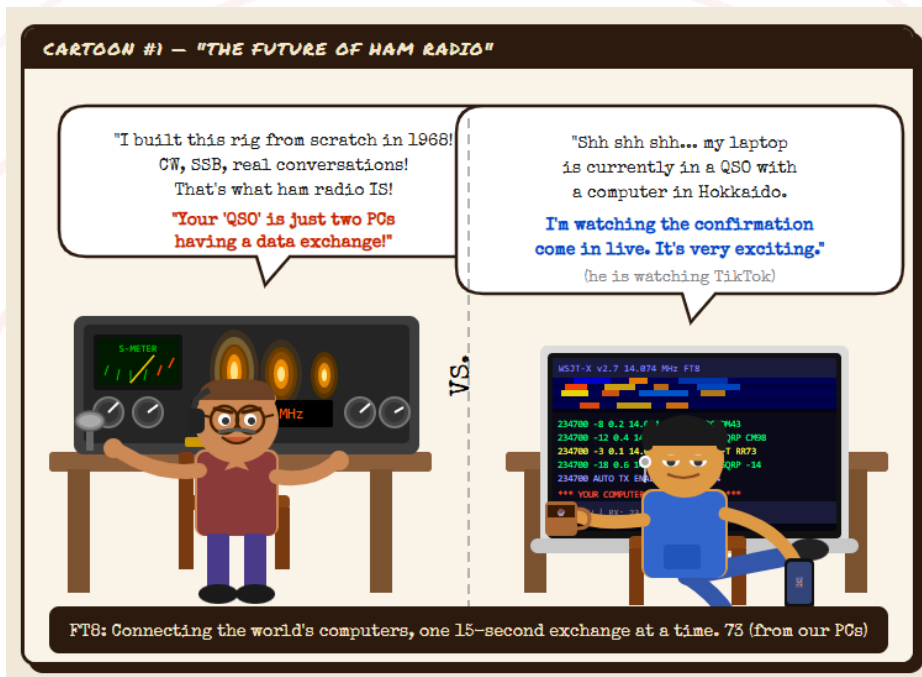 CARTOON #1 — "THE FUTURE OF HAM RADIO"
"I built this rig from scratch in 1968!
CW, SSB, real conversations!
That's what ham radio IS!
"Your 'QSO' is just two PCs
having a data exchange!"
"Shh shh shh... my laptop
is currently in a QSO with
a computer in Hokkaido.
I'm watching the confirmation
come in live. It's very exciting."
(he is watching TikTok)
VS.
S-METER
MHz
WSJT-X v2.7 14.074 MHz FT8
234700 -8 0.2 DM43
234700 -12 0.4 QRP CM98
234700 -3 0.1 RR73
234700 -18 0.6 -14
234700 AUTO TX
*** YOUR ***
FT8: Connecting the world's computers, one 15-second exchange at a time. 73 (from our PCs)